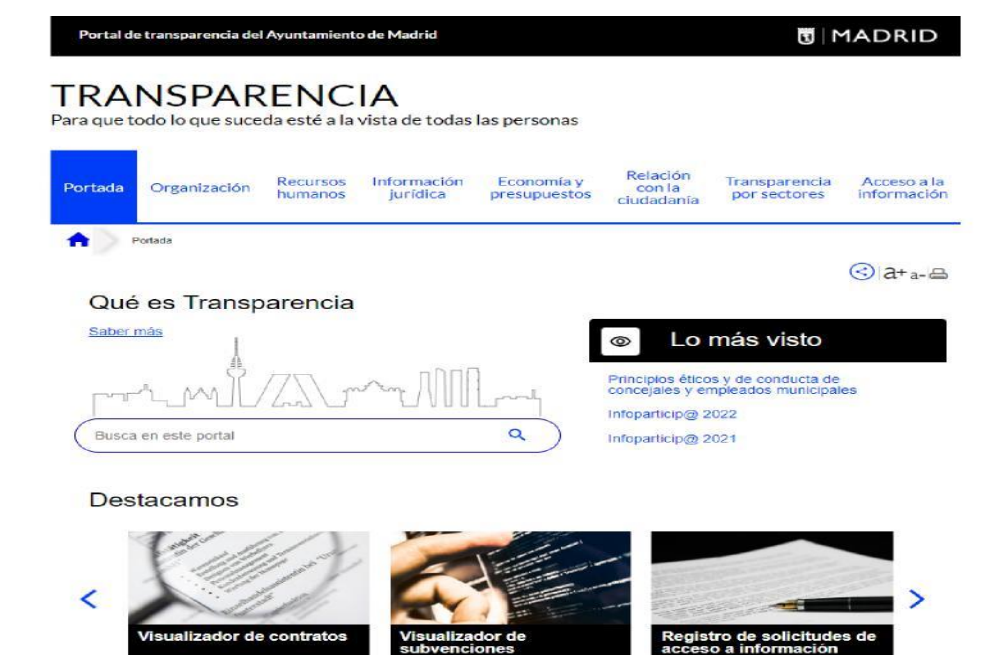 Portal de transparencia del Ayuntamiento de Madrid
MADRID
TRANSPARENCIA
Para que todo lo que suceda esté a la vista de todas las personas
Portada
Organización
Recursos
humanos
Información
jurídica
Economía y
presupuestos
Relación
con la
ciudadanía
Transparencia
por sectores
Acceso a la
información
Portada
a+ a-
Qué es Transparencia
Saber más
Lo más visto
Principios éticos y de conducta de
concejales y empleados municipales
Infoparticip@ 2022
Infoparticip@ 2021
Busca en este portal
Destacamos
Visualizador de contratos
Visualizador de
subvenciones
Registro de solicitudes de
acceso a información